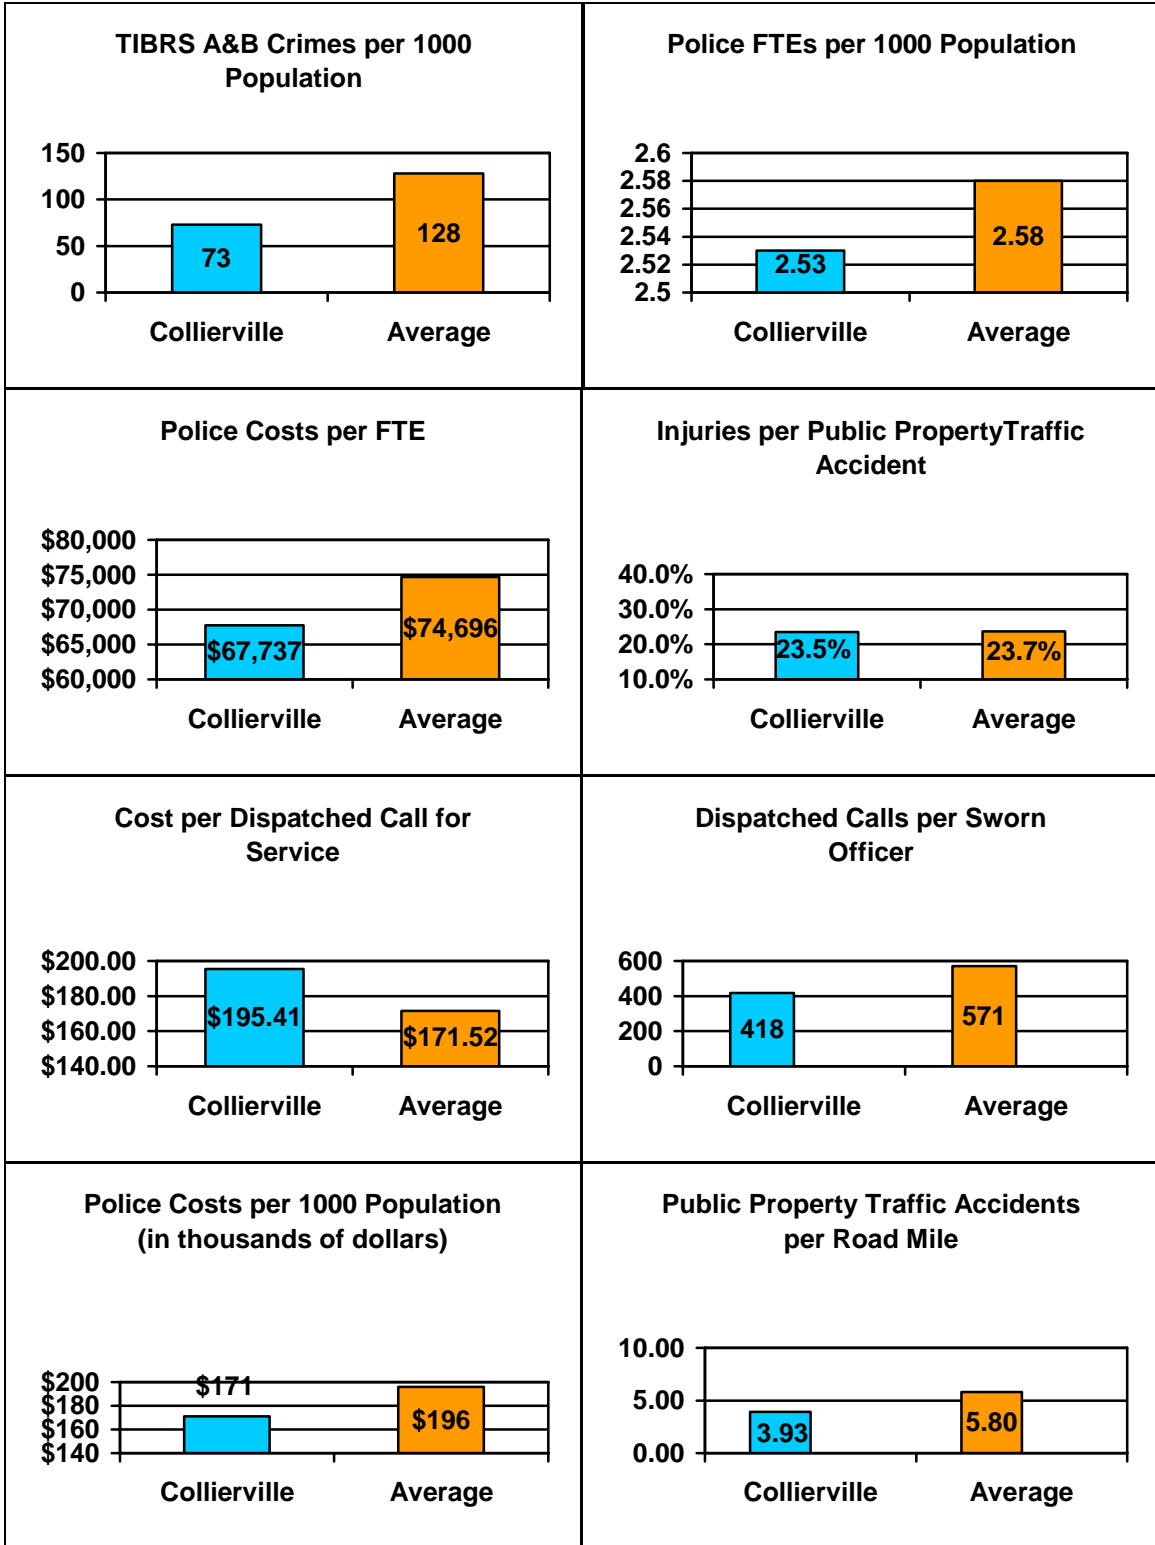 TIBRS A&B Crimes per 1000
Population
150
100
50
0
73
128
Collierville Average
Police FTEs per 1000 Population
2.6
2.58
2.56
2.54
2.52
2.5
2.53
2.58
Collierville Average
Police Costs per FTE
$80,000
$75,000
$70,000
$65,000
$60,000
$67,737
$74,696
Collierville Average
Injuries per Public PropertyTraffic
Accident
40.0%
30.0%
20.0%
10.0%
23.5%
23.7%
Collierville Average
Cost per Dispatched Call for
Service
$200.00
$180.00
$160.00
$140.00
$195.41
$171.52
Collierville Average
Dispatched Calls per Sworn
Officer
600
400
200
0
418
571
Collierville Average
Police Costs per 1000 Population
(in thousands of dollars)
$200
$180
$160
$140
$171
$196
Collierville Average
Public Property Traffic Accidents
per Road Mile
10.00
5.00
0.00
3.93
5.80
Collierville Average